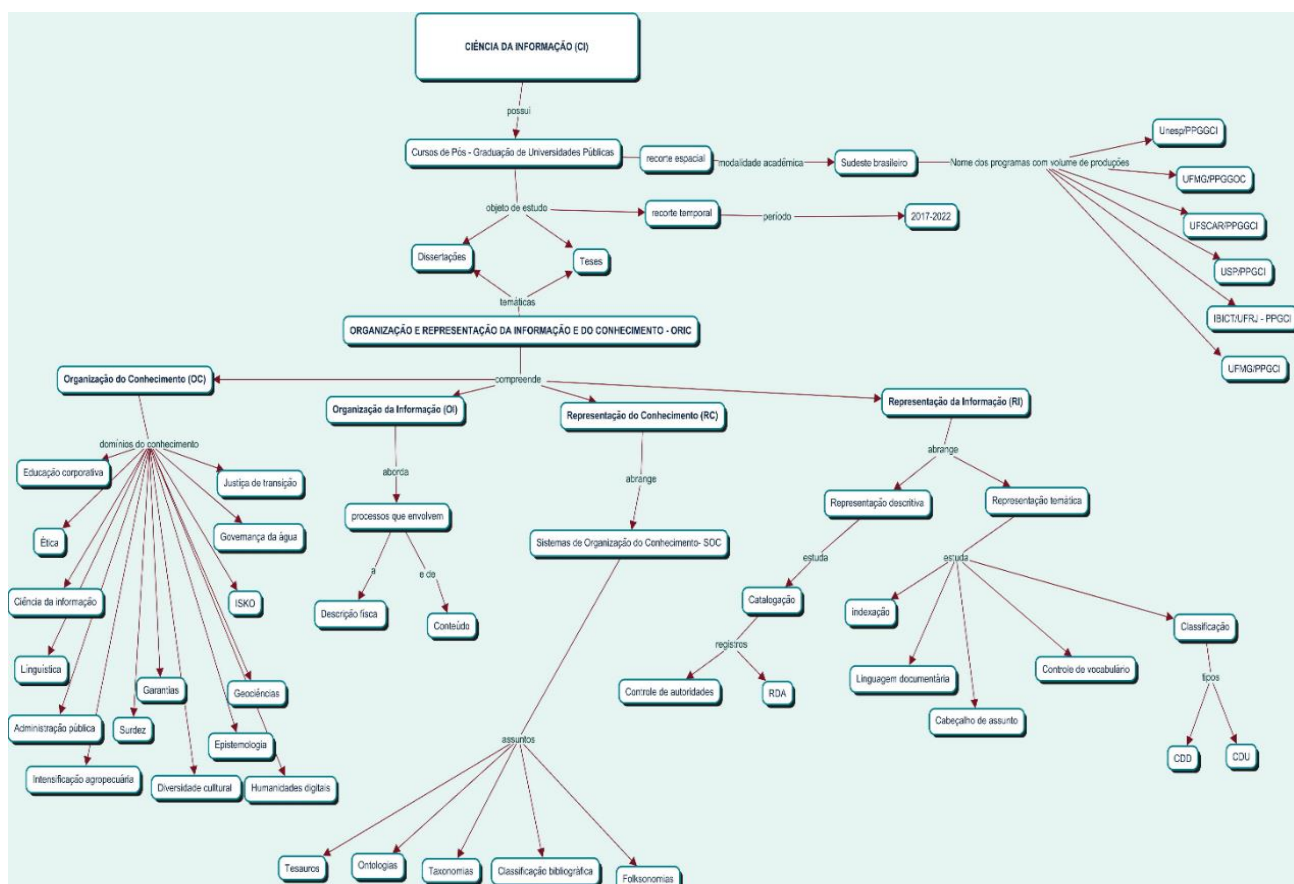 CIÊNCIA DA INFORMAÇÃO (CI)
possui
Cursos de Pós - Graduação de Universidades Públicas
recorte espacial
modalidade acadêmica
Sudeste brasileiro
Nome dos programas com volume de produções
Unesp/PPGGCI
UFMG/PPGGOC
UFSCAR/PPGGCI
USP/PPGCI
IBICT/UFRJ - PPGCI
UFMG/PPGCI
objeto de estudo
recorte temporal
período
2017-2022
Dissertações
Teses
temáticas
ORGANIZAÇÃO E REPRESENTAÇÃO DA INFORMAÇÃO E DO CONHECIMENTO - ORIC
compreende
Organização do Conhecimento (OC)
Organização da Informação (OI)
Representação do Conhecimento (RC)
Representação da Informação (RI)
domínios do conhecimento
Educação corporativa
Justiça de transição
Ética
Governança da água
Ciência da informação
ISKO
Linguística
Garantias
Geociências
Administração pública
Surdez
Epistemologia
Intensificação agropecuária
Diversidade cultural
Humanidades digitais
aborda
processos que envolvem
a
e de
Descrição física
Conteúdo
abrange
Sistemas de Organização do Conhecimento- SOC
assuntos
Tesauros
Ontologias
Taxonomias
Classificação bibliográfica
Folksonomias
abrange
Representação descritiva
Representação temática
estuda
Catalogação
registros
Controle de autoridades
RDA
estuda
indexação
Linguagem documentária
Cabeçalho de assunto
Controle de vocabulário
Classificação
tipos
CDD
CDU